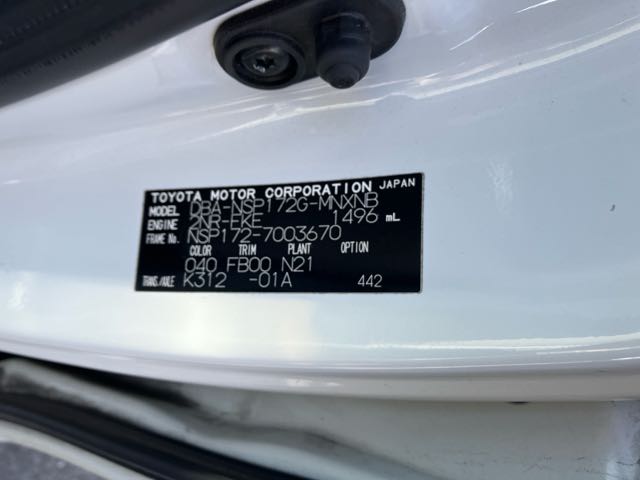 TOYOTA MOTOR CORPORATION JAPAN
MODEL DBA-NSP172G-MNXNB
ENGINE 2NR-FKE 1496 mL
FRAME No. NSP172-7003670
COLOR TRIM PLANT OPTION
040 FB00 N21
TRANS./AXLE K312 -01A 442